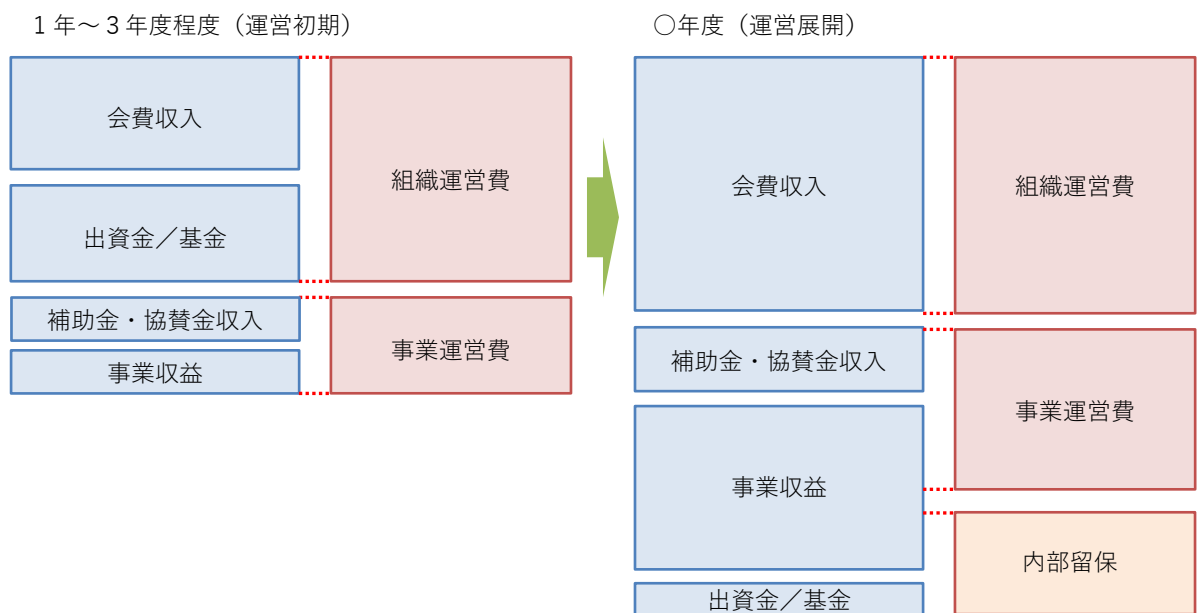 1年～3年度程度（運営初期）
会費収入
出資金／基金
補助金・協賛金収入
事業収益
組織運営費
事業運営費
○年度（運営展開）
会費収入
補助金・協賛金収入
事業収益
出資金／基金
組織運営費
事業運営費
内部留保